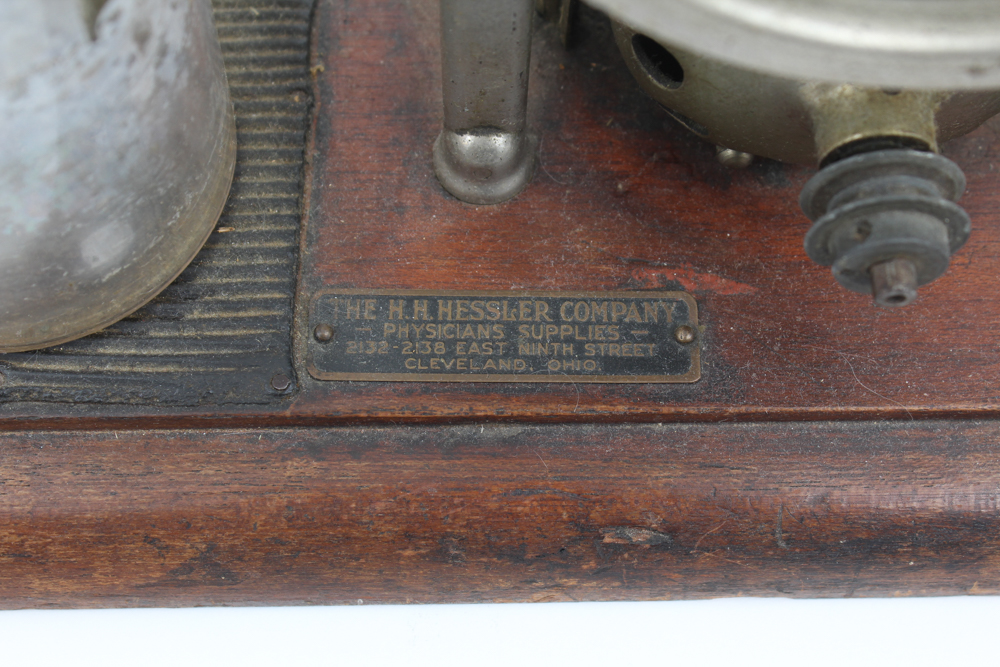 THE H.H. HESSLER COMPANY
— PHYSICIANS SUPPLIES —
2132-2138 EAST NINTH STREET
CLEVELAND, OHIO.